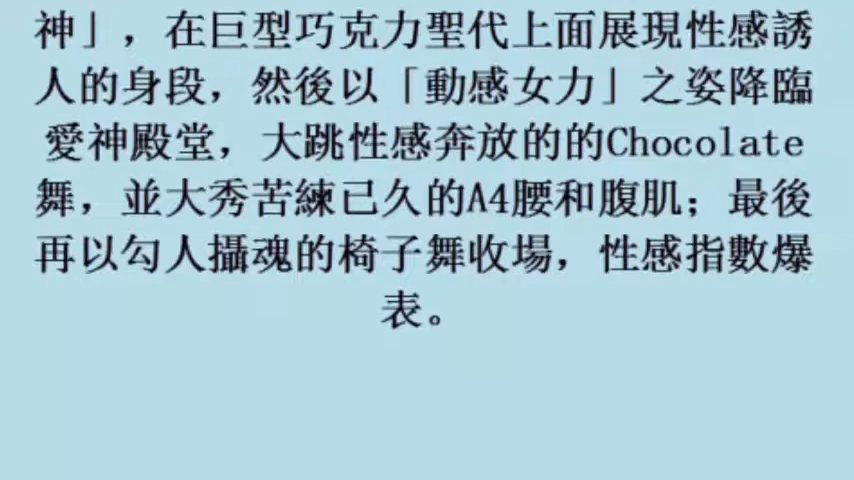 神」，在巨型巧克力聖代上面展現性感誘
人的身段，然後以「動感女力」之姿降臨
愛神殿堂，大跳性感奔放的的Chocolate
舞，並大秀苦練已久的A4腰和腹肌；最後
再以勾人攝魂的椅子舞收場，性感指數爆
表。